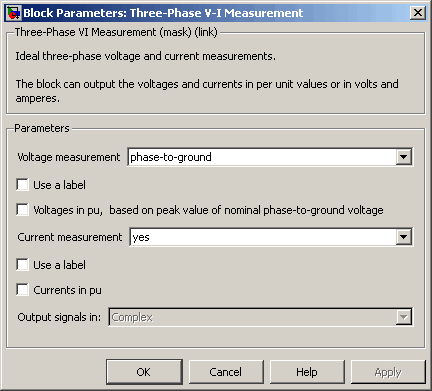 Block Parameters: Three-Phase V-I Measurement
Three-Phase VI Measurement (mask) (link)
Ideal three-phase voltage and current measurements.
The block can output the voltages and currents in per unit values or in volts and
amperes.
Parameters
Voltage measurement phase-to-ground
Use a label
Voltages in pu, based on peak value of nominal phase-to-ground voltage
Current measurement yes
Use a label
Currents in pu
Output signals in: Complex
OK Cancel Help Apply